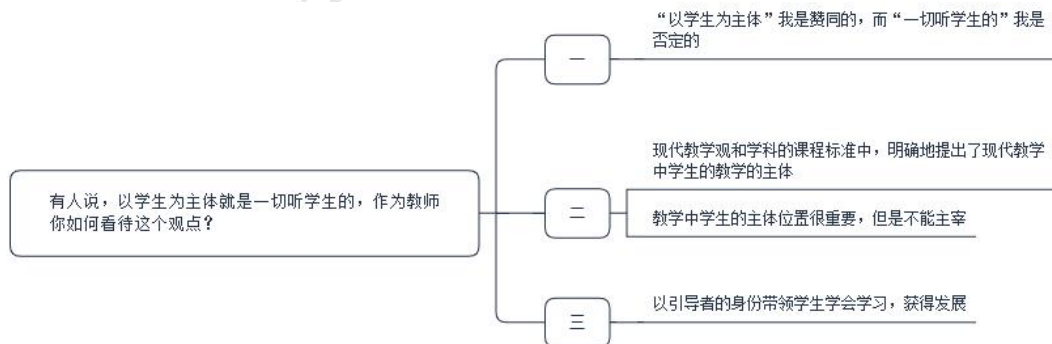 有人说，以学生为主体就是一切听学生的，作为教师
你如何看待这个观点？
一
“以学生为主体”我是赞同的，而“一切听学生的”我是
否定的
二
现代教学观和学科的课程标准中，明确地提出了现代教学
中学生的教学的主体
教学中学生的主体位置很重要，但是不能主宰
三
以引导者的身份带领学生学会学习，获得发展